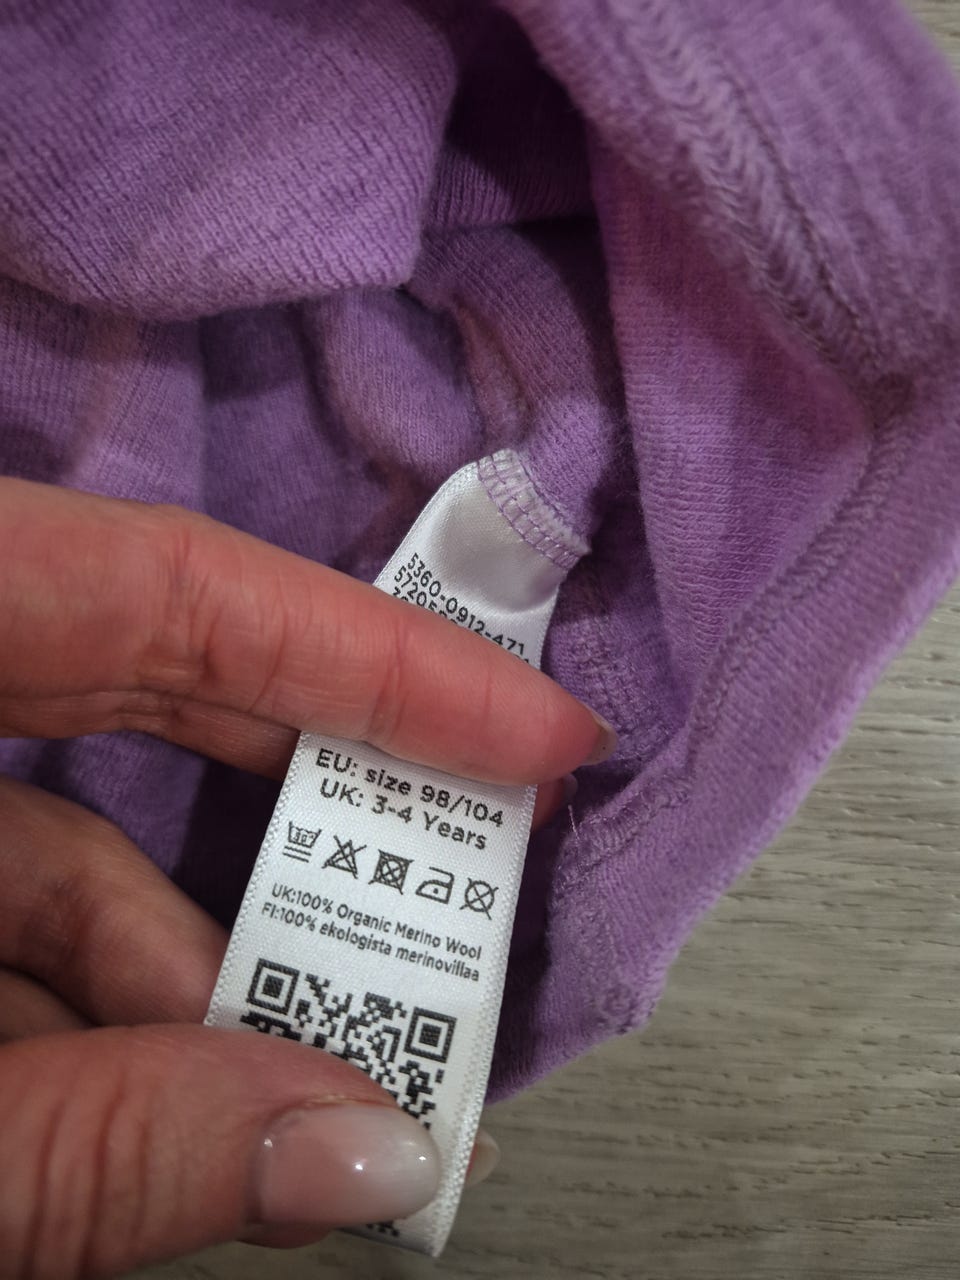 5360-0912-471
EU: size 98/104
UK: 3-4 Years
30°
UK:100% Organic Merino Wool
FI:100% ekologista merinovillaa